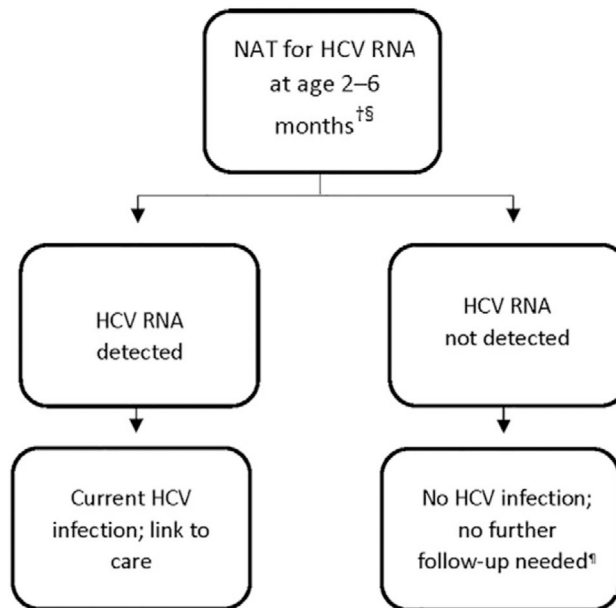 NAT for HCV RNA
at age 2–6
months†§
HCV RNA
detected
HCV RNA
not detected
Current HCV
infection; link to
care
No HCV infection;
no further
follow-up needed¶